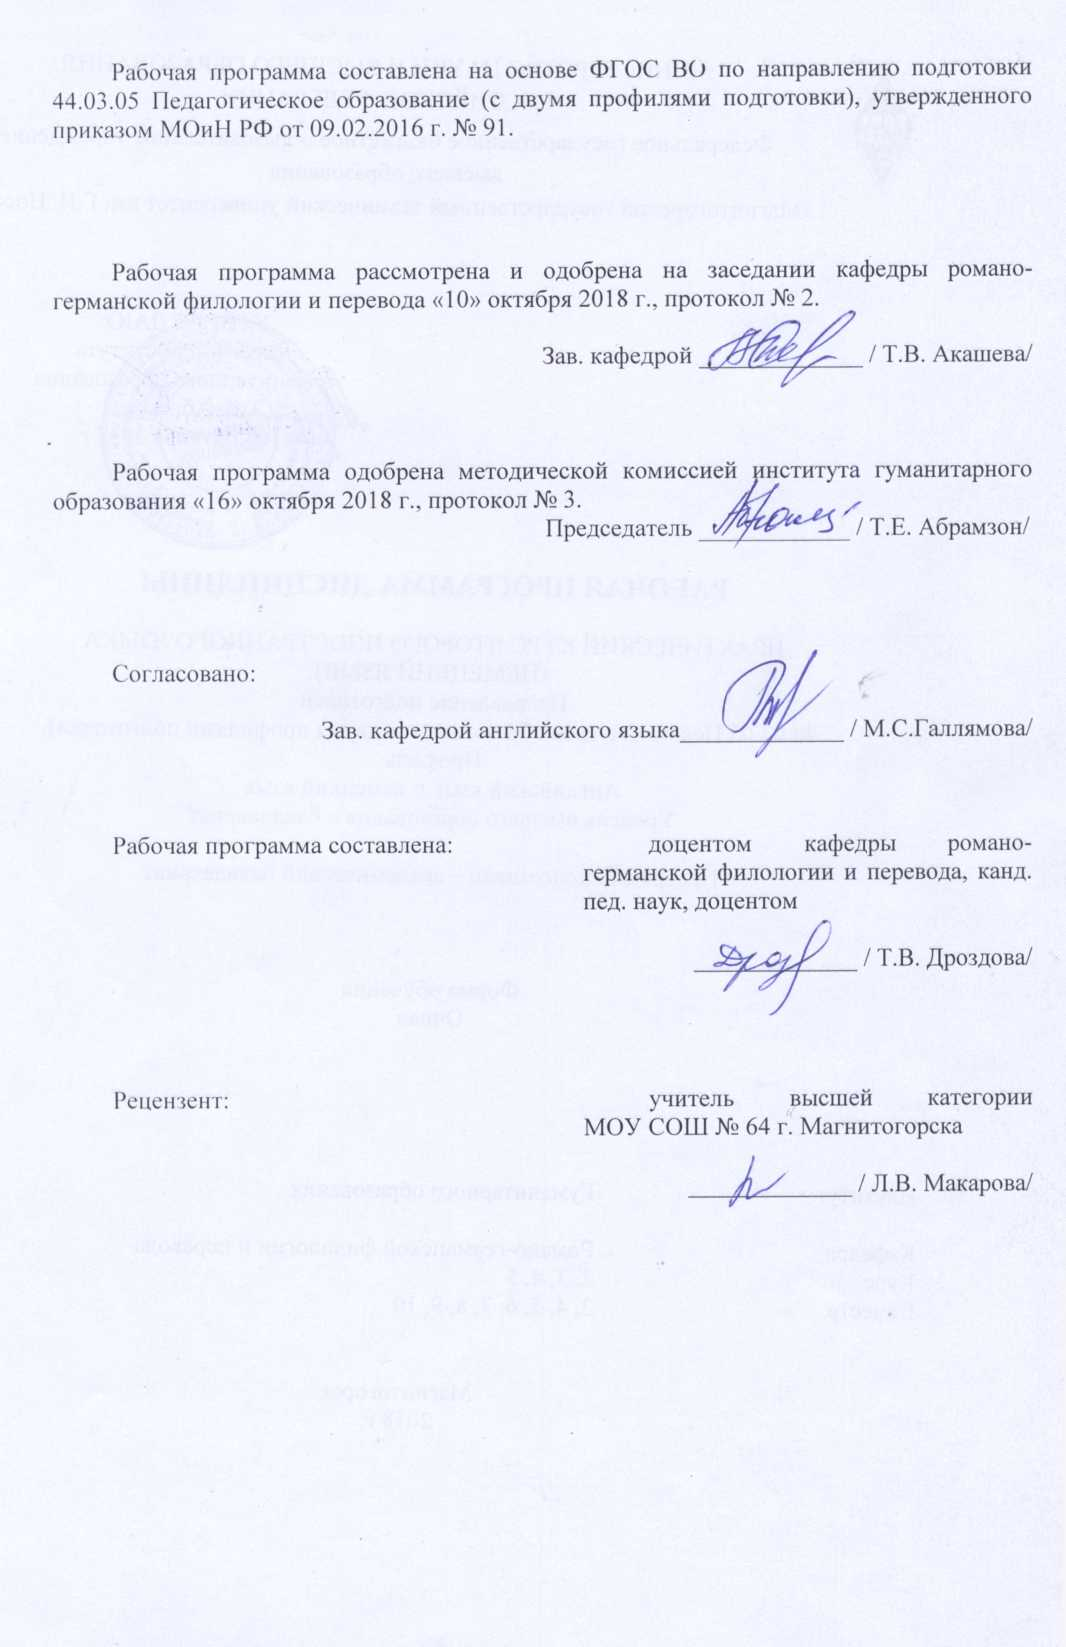 Рабочая программа составлена на основе ФГОС ВО по направлению подготовки
44.03.05 Педагогическое образование (с двумя профилями подготовки), утвержденного
приказом МОиН РФ от 09.02.2016 г. № 91.
Рабочая программа рассмотрена и одобрена на заседании кафедры романо-
германской филологии и перевода «10» октября 2018 г., протокол № 2.
Зав. кафедрой / Т.В. Акашева/
Рабочая программа одобрена методической комиссией института гуманитарного
образования «16» октября 2018 г., протокол № 3.
Председатель / Т.Е. Абрамзон/
Согласовано:
Зав. кафедрой английского языка / М.С.Галлямова/
Рабочая программа составлена: доцентом кафедры романо-
германской филологии и перевода, канд.
пед. наук, доцентом
/ Т.В. Дроздова/
Рецензент: учитель высшей категории
МОУ СОШ № 64 г. Магнитогорска
/ Л.В. Макарова/